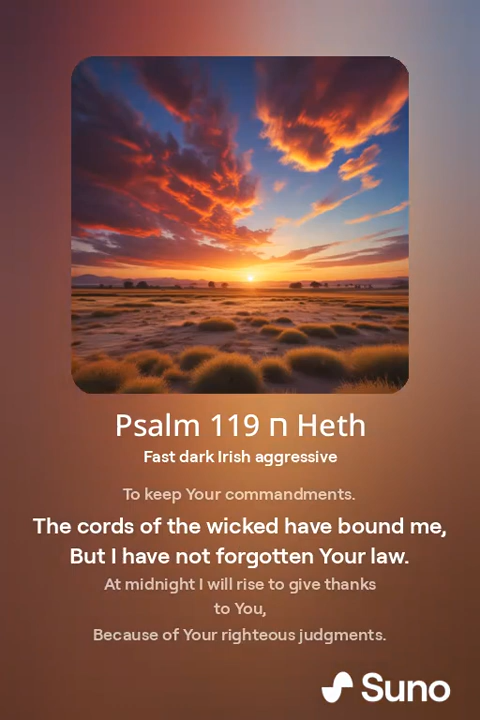 Psalm 119 ח Heth
Fast dark Irish aggressive
To keep Your commandments.
The cords of the wicked have bound me,
But I have not forgotten Your law.
At midnight I will rise to give thanks
to You,
Because of Your righteous judgments.
Suno